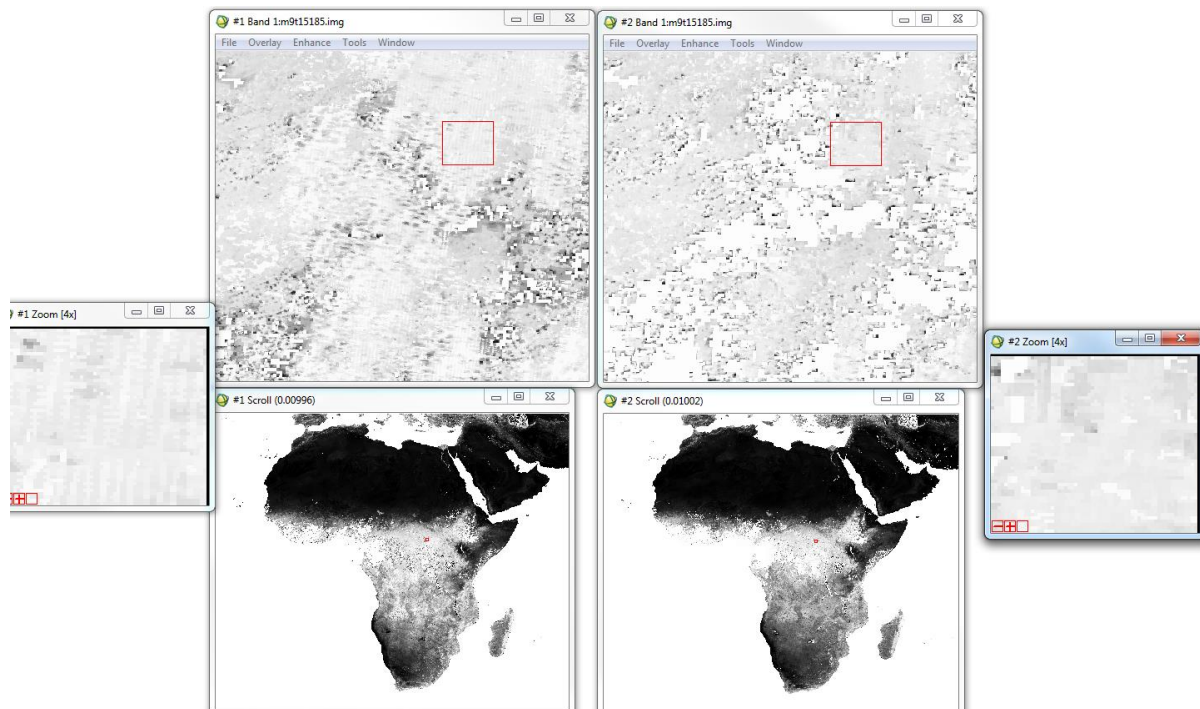 #1 Band 1:m9t15185.img
File Overlay Enhance Tools Window
#2 Band 1:m9t15185.img
File Overlay Enhance Tools Window
#1 Zoom [4x]
#2 Zoom [4x]
#1 Scroll (0.00996)
#2 Scroll (0.01002)